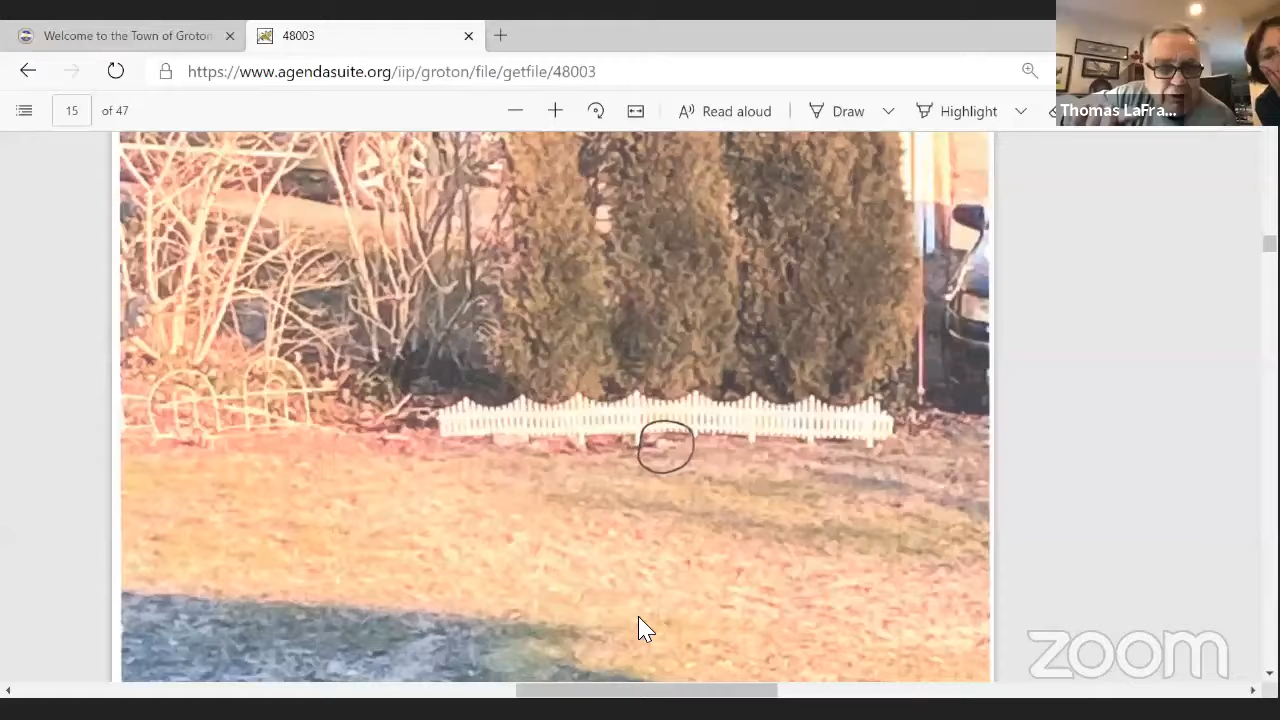 Welcome to the Town of Groton
48003
https://www.agendasuite.org/iip/groton/file/getfile/48003
15 of 47
A Read aloud
Draw
Highlight
Thomas LaFra...
zoom